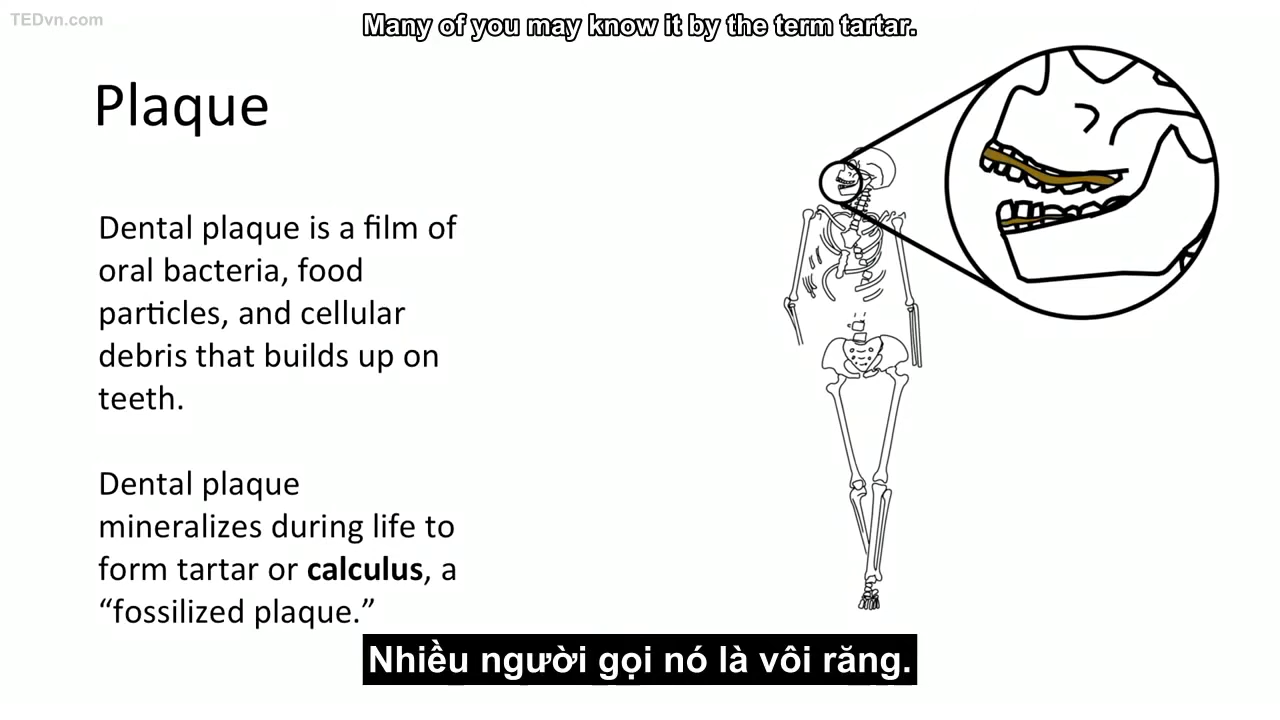 TEDvn.com
Many of you may know it by the term tartar.
Plaque
Dental plaque is a film of
oral bacteria, food
particles, and cellular
debris that builds up on
teeth.
Dental plaque
mineralizes during life to
form tartar or calculus, a
“fossilized plaque.”
Nhiều người gọi nó là vôi răng.